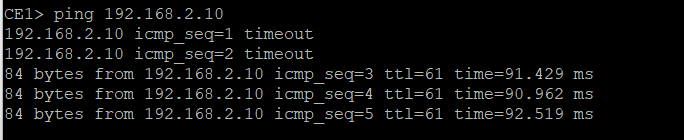 CE1> ping 192.168.2.10
192.168.2.10 icmp_seq=1 timeout
192.168.2.10 icmp_seq=2 timeout
84 bytes from 192.168.2.10 icmp_seq=3 ttl=61 time=91.429 ms
84 bytes from 192.168.2.10 icmp_seq=4 ttl=61 time=90.962 ms
84 bytes from 192.168.2.10 icmp_seq=5 ttl=61 time=92.519 ms